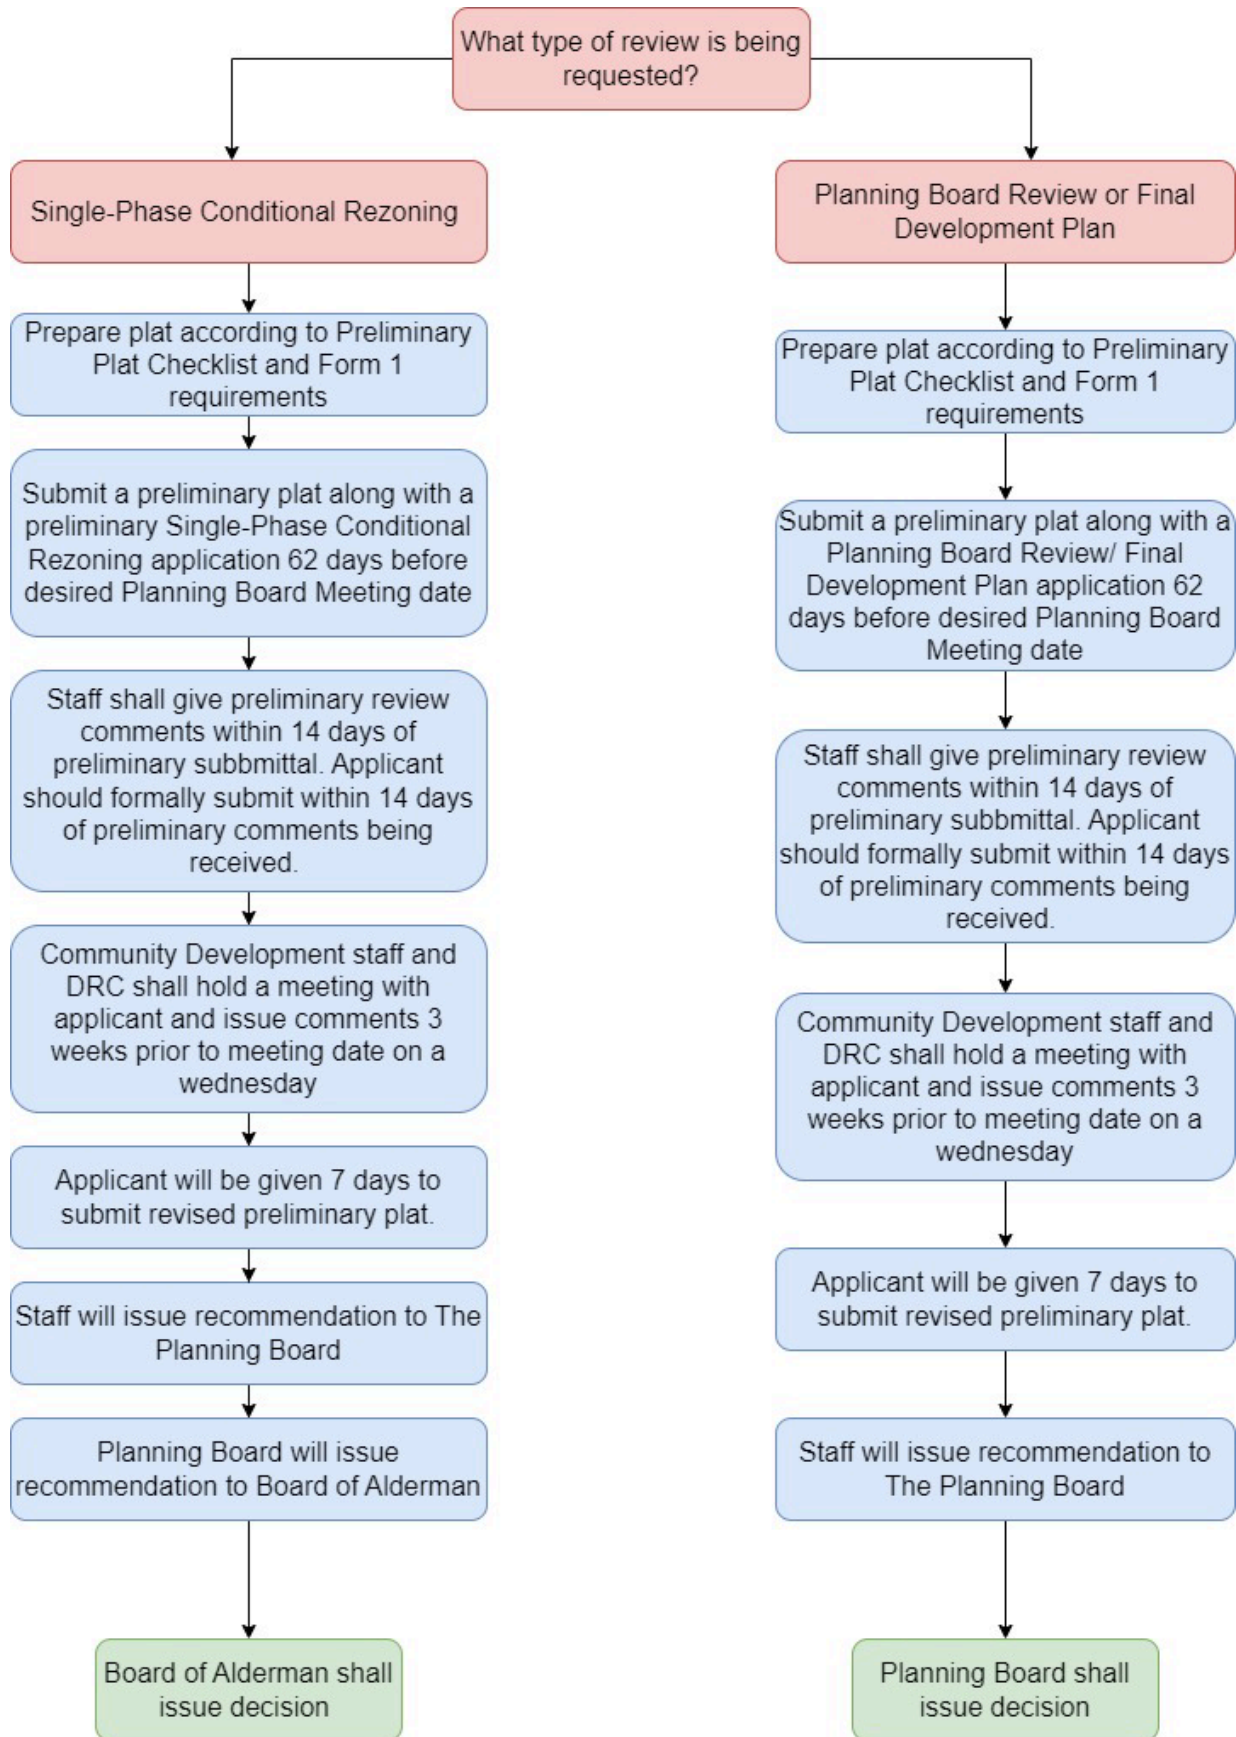 What type of review is being
requested?
Single-Phase Conditional Rezoning
Prepare plat according to Preliminary
Plat Checklist and Form 1
requirements
Submit a preliminary plat along with a
preliminary Single-Phase Conditional
Rezoning application 62 days before
desired Planning Board Meeting date
Staff shall give preliminary review
comments within 14 days of
preliminary subbmittal. Applicant
should formally submit within 14 days
of preliminary comments being
received.
Community Development staff and
DRC shall hold a meeting with
applicant and issue comments 3
weeks prior to meeting date on a
wednesday
Applicant will be given 7 days to
submit revised preliminary plat.
Staff will issue recommendation to The
Planning Board
Planning Board will issue
recommendation to Board of Alderman
Board of Alderman shall
issue decision
Planning Board Review or Final
Development Plan
Prepare plat according to Preliminary
Plat Checklist and Form 1
requirements
Submit a preliminary plat along with a
Planning Board Review/ Final
Development Plan application 62
days before desired Planning Board
Meeting date
Staff shall give preliminary review
comments within 14 days of
preliminary subbmittal. Applicant
should formally submit within 14 days
of preliminary comments being
received.
Community Development staff and
DRC shall hold a meeting with
applicant and issue comments 3
weeks prior to meeting date on a
wednesday
Applicant will be given 7 days to
submit revised preliminary plat.
Staff will issue recommendation to
The Planning Board
Planning Board shall
issue decision